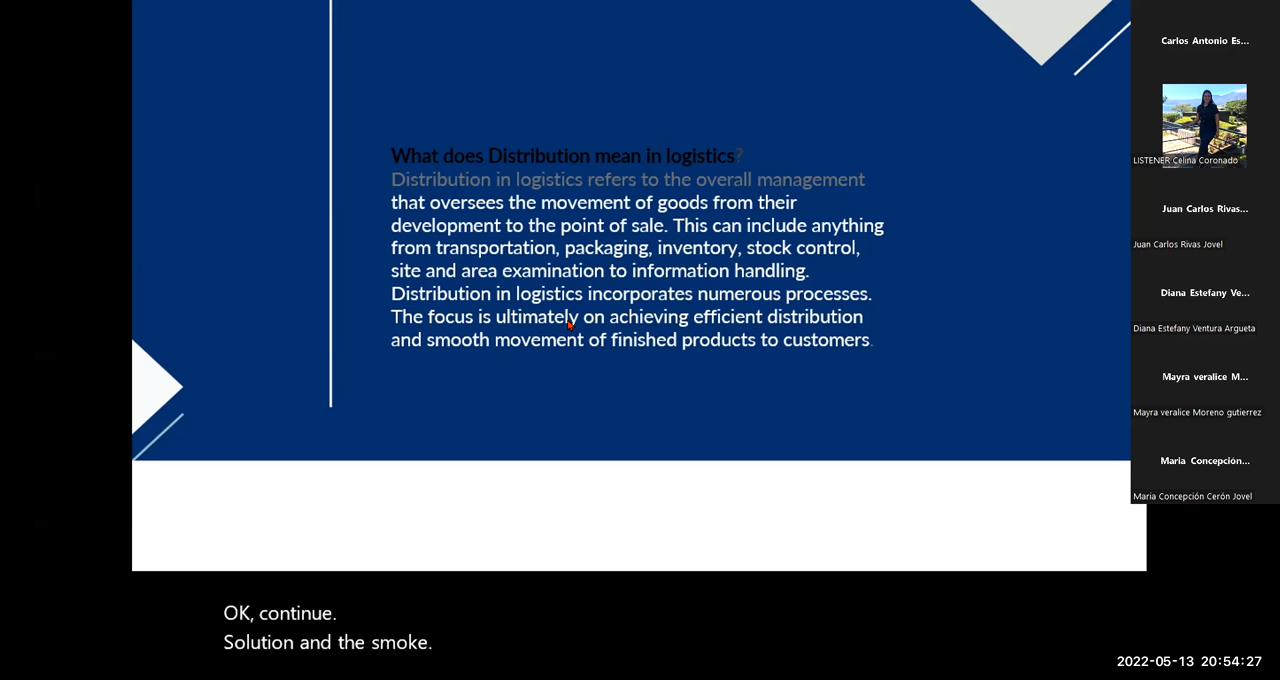 What does Distribution mean in logistics?
Distribution in logistics refers to the overall management
that oversees the movement of goods from their
development to the point of sale. This can include anything
from transportation, packaging, inventory, stock control,
site and area examination to information handling.
Distribution in logistics incorporates numerous processes.
The focus is ultimately on achieving efficient distribution
and smooth movement of finished products to customers.
Carlos Antonio Es...
LISTENER Celina Coronado
Juan Carlos Rivas...
Juan Carlos Rivas Jovel
Diana Estefany Ve...
Diana Estefany Ventura Argueta
Mayra veralice M...
Mayra veralice Moreno gutierrez
Maria Concepción...
Maria Concepción Cerón Jovel
OK, continue.
Solution and the smoke.
2022-05-13 20:54:27